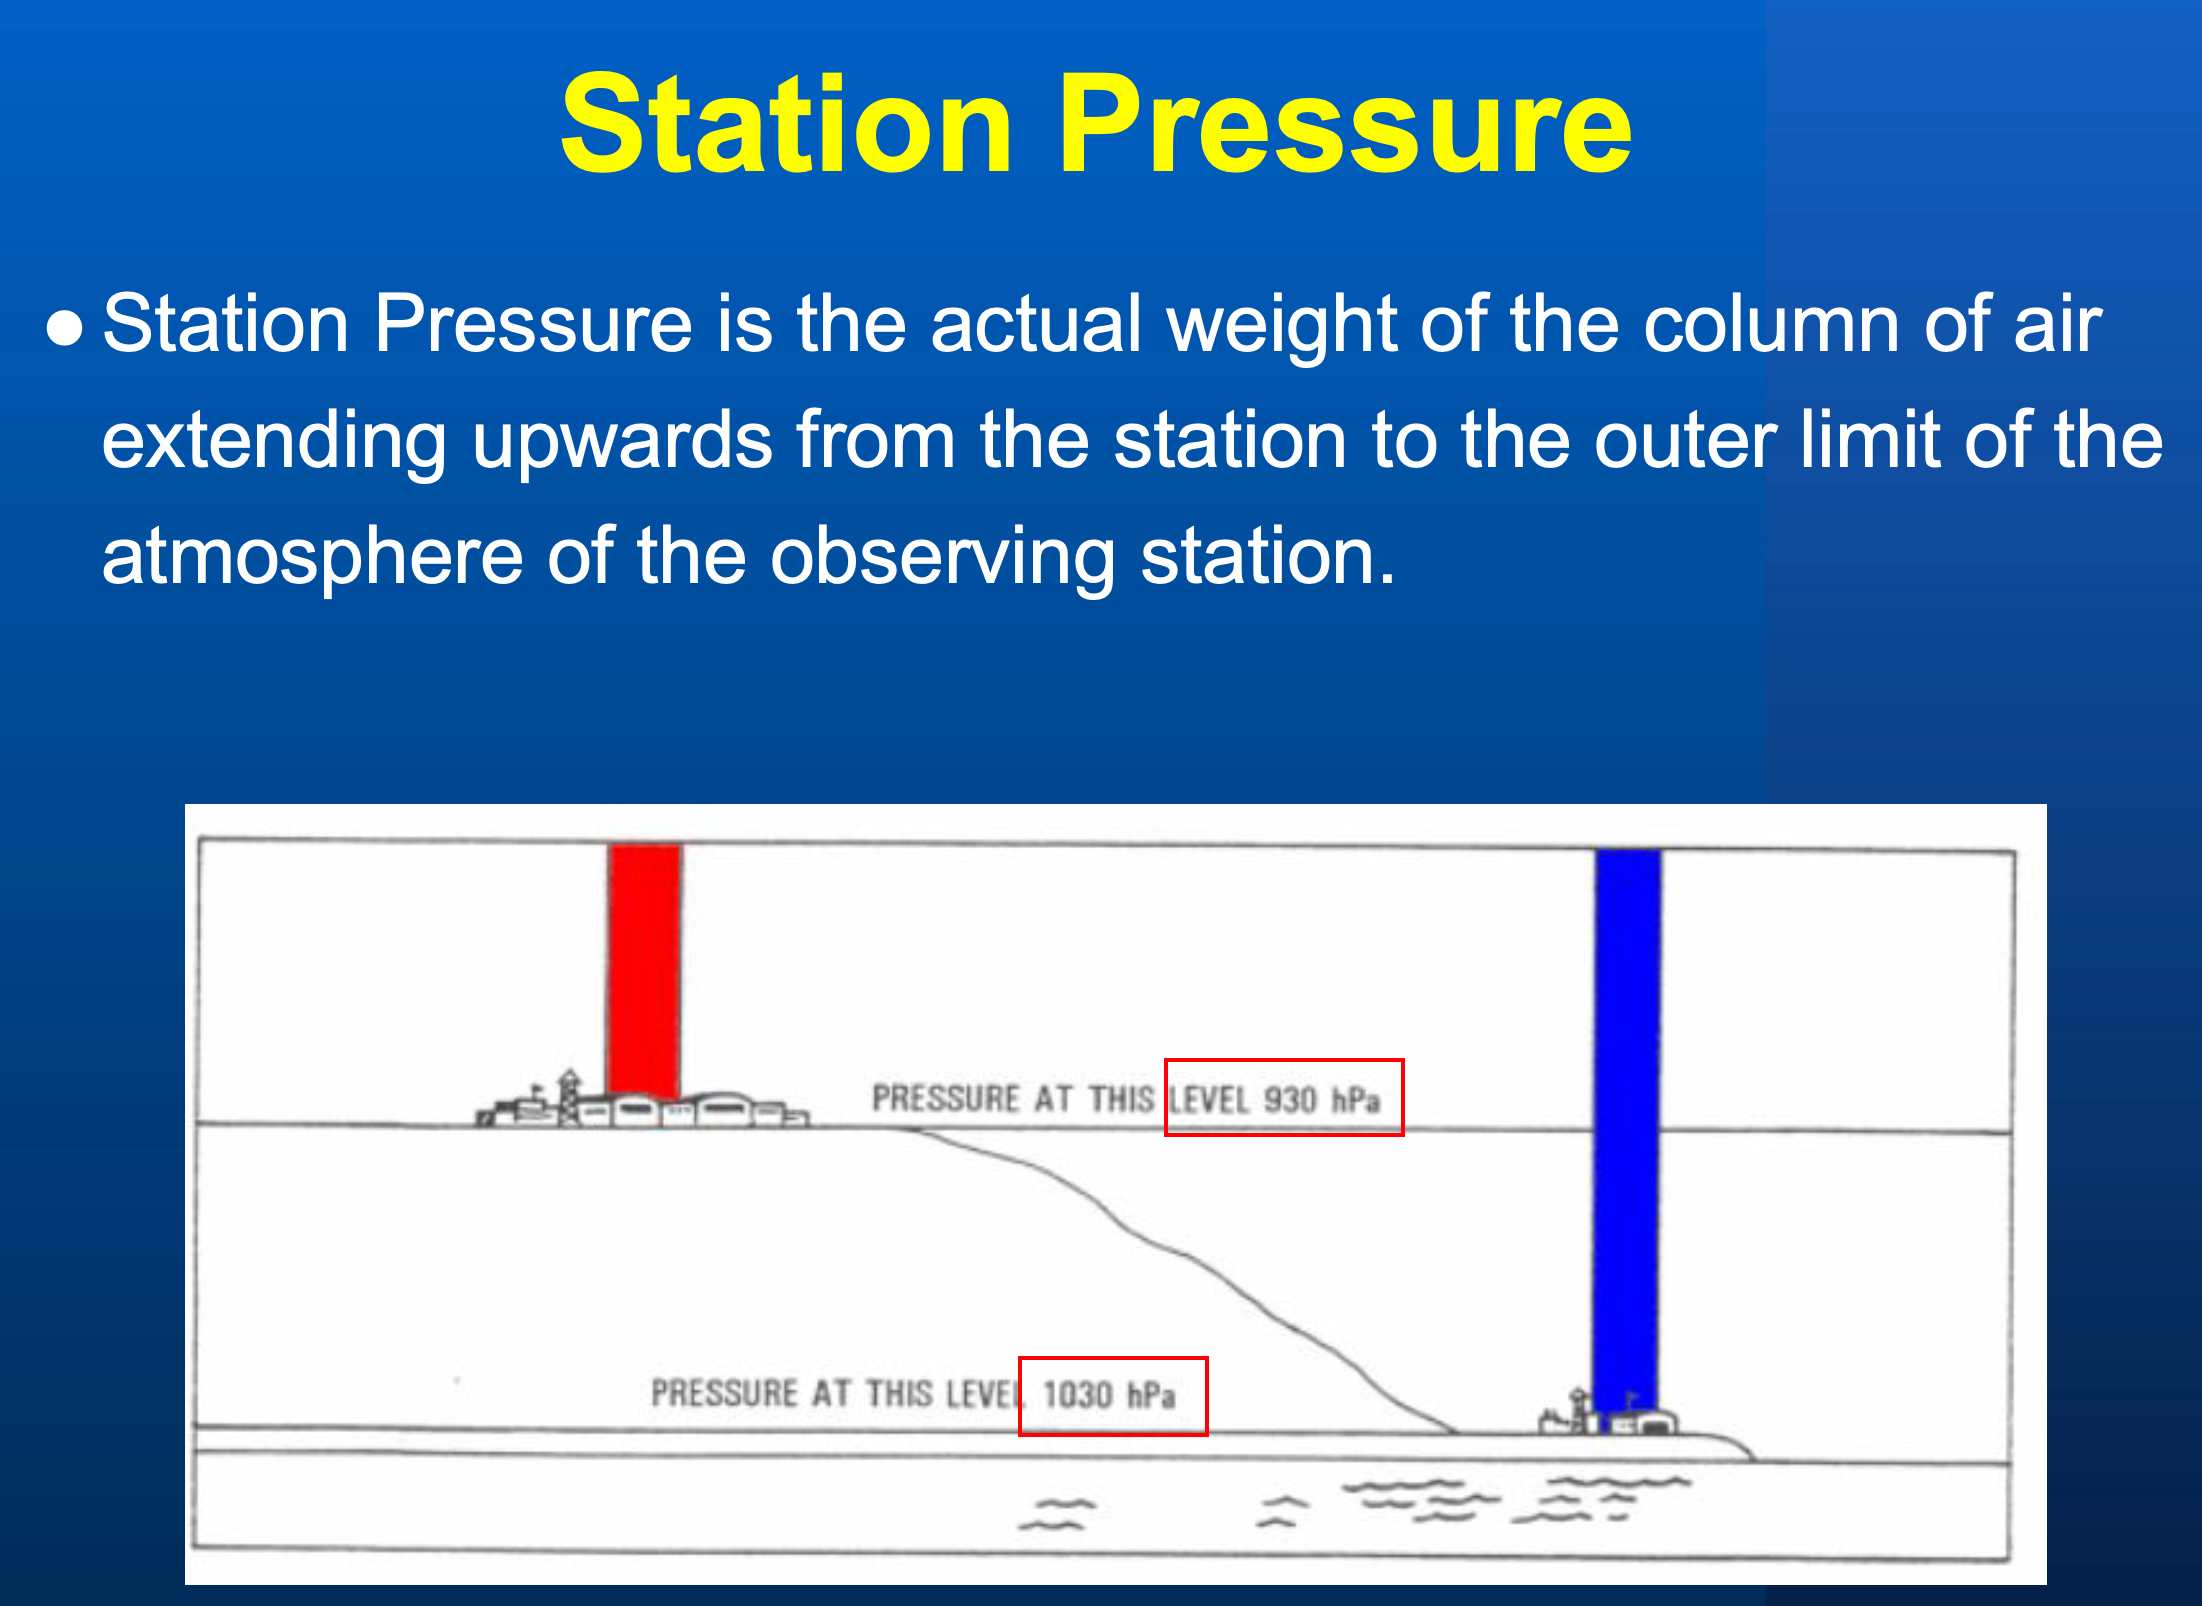 Station Pressure
● Station Pressure is the actual weight of the column of air
extending upwards from the station to the outer limit of the
atmosphere of the observing station.
PRESSURE AT THIS LEVEL 930 hPa
PRESSURE AT THIS LEVEL 1030 hPa